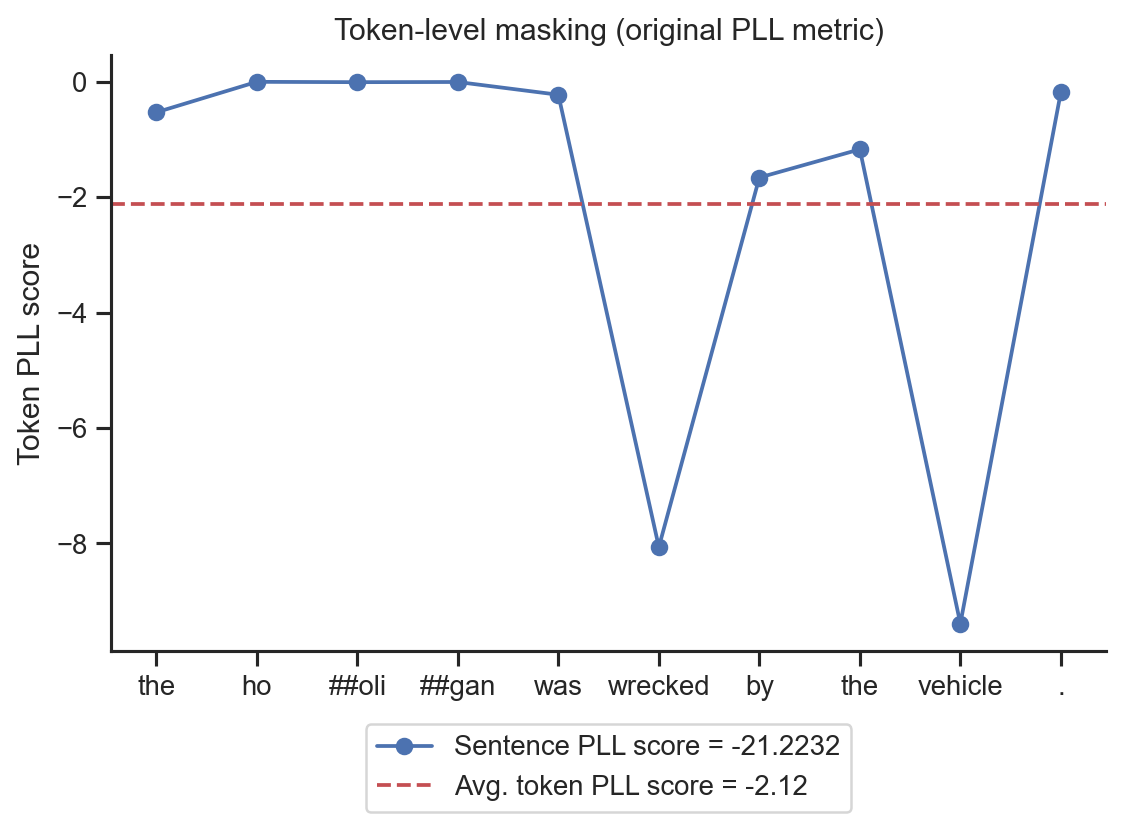 Token-level masking (original PLL metric)
Token PLL score
0
−2
−4
−6
−8
the ho ##oli ##gan was wrecked by the vehicle .
Sentence PLL score = -21.2232
Avg. token PLL score = -2.12